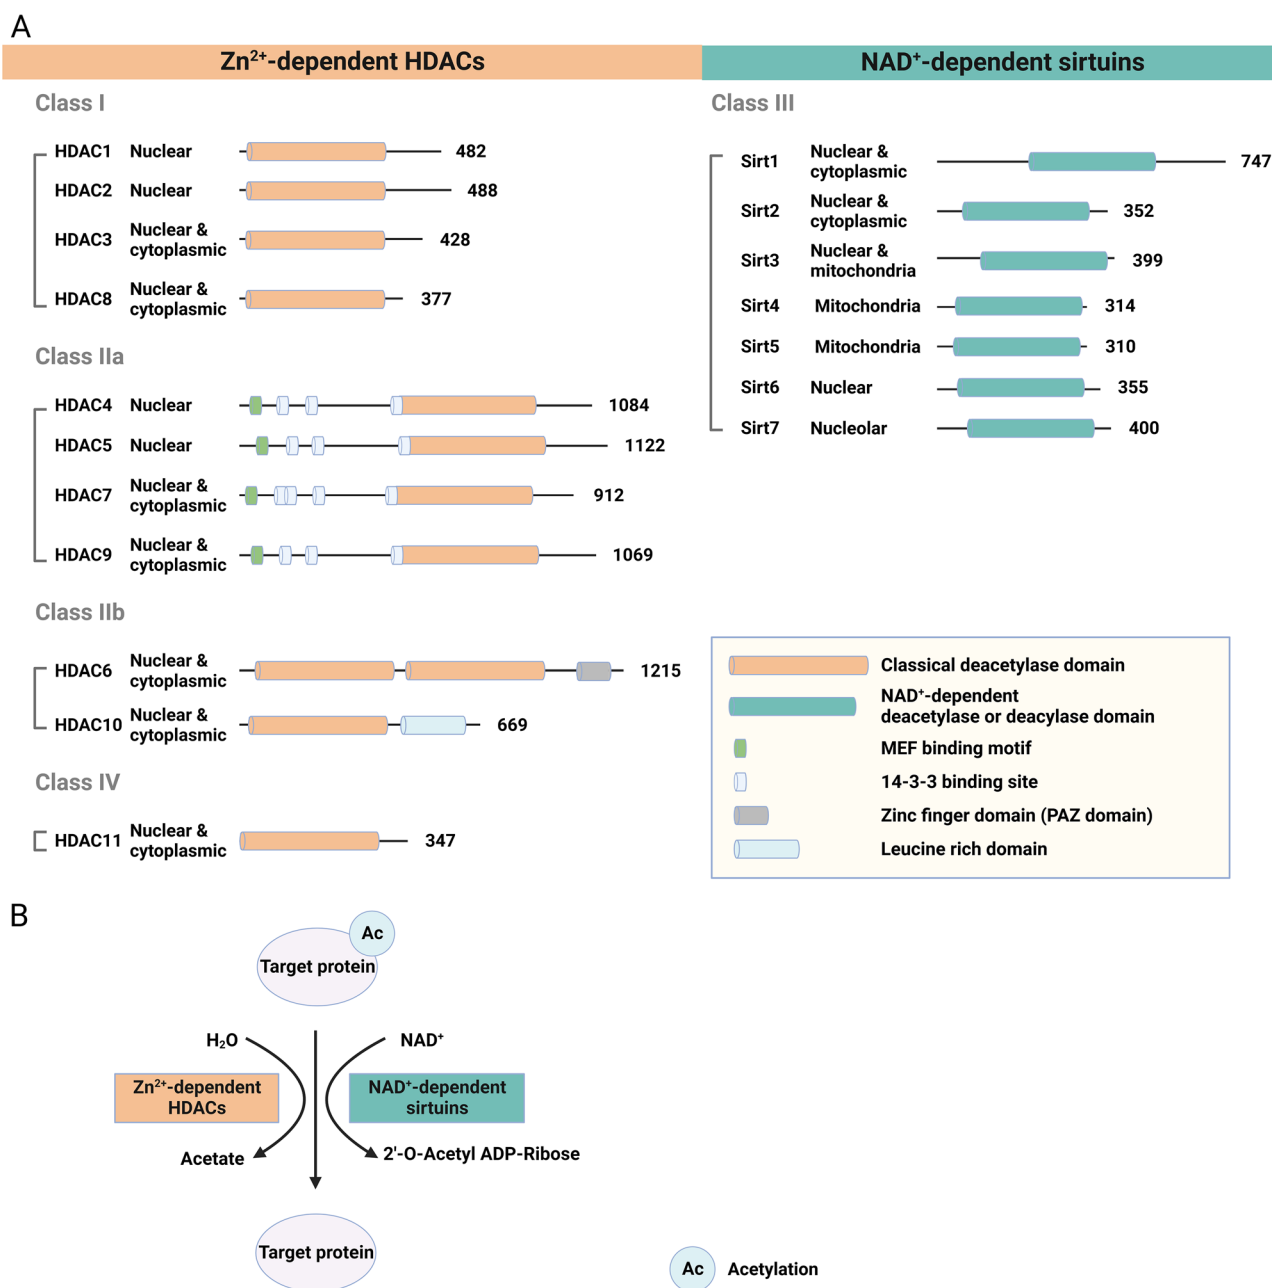 A
Zn²⁺-dependent HDACs
NAD⁺-dependent sirtuins
Class I
HDAC1 Nuclear 482
HDAC2 Nuclear 488
HDAC3 Nuclear &
cytoplasmic 428
HDAC8 Nuclear &
cytoplasmic 377
Class IIa
HDAC4 Nuclear 1084
HDAC5 Nuclear 1122
HDAC7 Nuclear &
cytoplasmic 912
HDAC9 Nuclear &
cytoplasmic 1069
Class IIb
HDAC6 Nuclear &
cytoplasmic 1215
HDAC10 Nuclear &
cytoplasmic 669
Class IV
HDAC11 Nuclear &
cytoplasmic 347
Class III
Sirt1 Nuclear &
cytoplasmic 747
Sirt2 Nuclear &
cytoplasmic 352
Sirt3 Nuclear &
mitochondria 399
Sirt4 Mitochondria 314
Sirt5 Mitochondria 310
Sirt6 Nuclear 355
Sirt7 Nucleolar 400
Classical deacetylase domain
NAD⁺-dependent
deacetylase or deacylase domain
MEF binding motif
14-3-3 binding site
Zinc finger domain (PAZ domain)
Leucine rich domain
B
Ac
Target protein
H₂O
NAD⁺
Zn²⁺-dependent
HDACs
NAD⁺-dependent
sirtuins
Acetate
2'-O-Acetyl ADP-Ribose
Target protein
Ac Acetylation